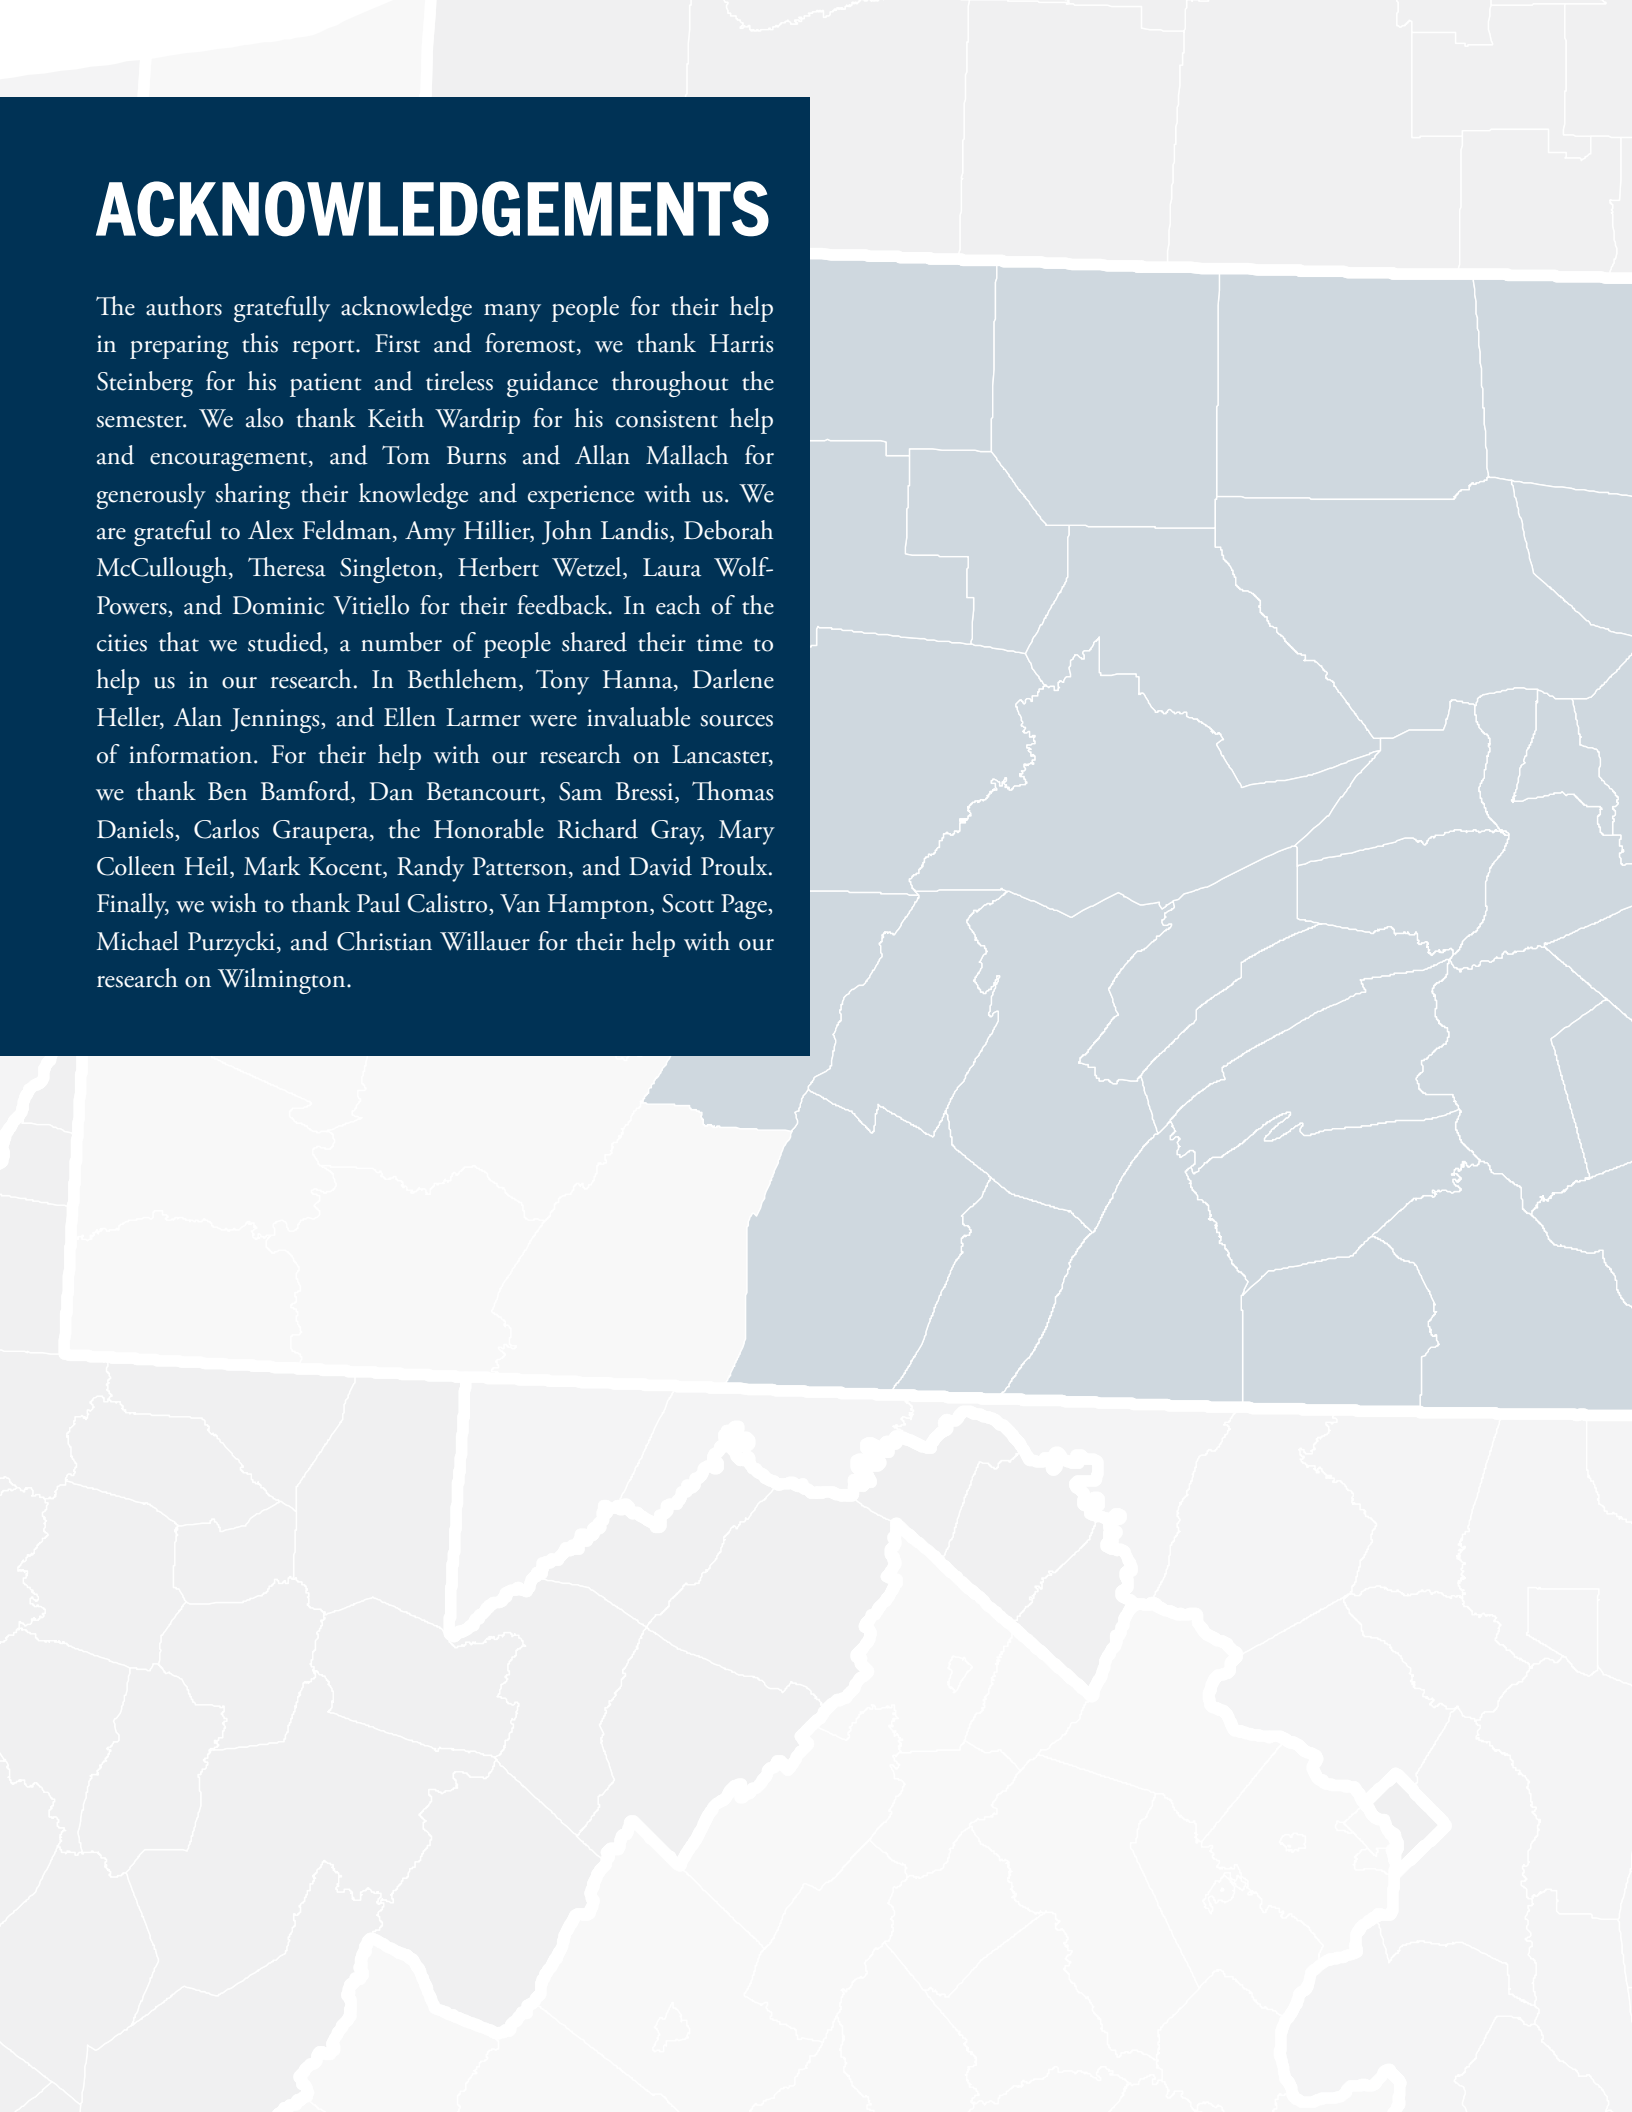 ACKNOWLEDGEMENTS
The authors gratefully acknowledge many people for their help
in preparing this report. First and foremost, we thank Harris
Steinberg for his patient and tireless guidance throughout the
semester. We also thank Keith Wardrip for his consistent help
and encouragement, and Tom Burns and Allan Mallach for
generously sharing their knowledge and experience with us. We
are grateful to Alex Feldman, Amy Hillier, John Landis, Deborah
McCullough, Theresa Singleton, Herbert Wetzel, Laura Wolf-
Powers, and Dominic Vitiello for their feedback. In each of the
cities that we studied, a number of people shared their time to
help us in our research. In Bethlehem, Tony Hanna, Darlene
Heller, Alan Jennings, and Ellen Larmer were invaluable sources
of information. For their help with our research on Lancaster,
we thank Ben Bamford, Dan Betancourt, Sam Bressi, Thomas
Daniels, Carlos Graupera, the Honorable Richard Gray, Mary
Colleen Heil, Mark Kocent, Randy Patterson, and David Proulx.
Finally, we wish to thank Paul Calistro, Van Hampton, Scott Page,
Michael Purzycki, and Christian Willauer for their help with our
research on Wilmington.